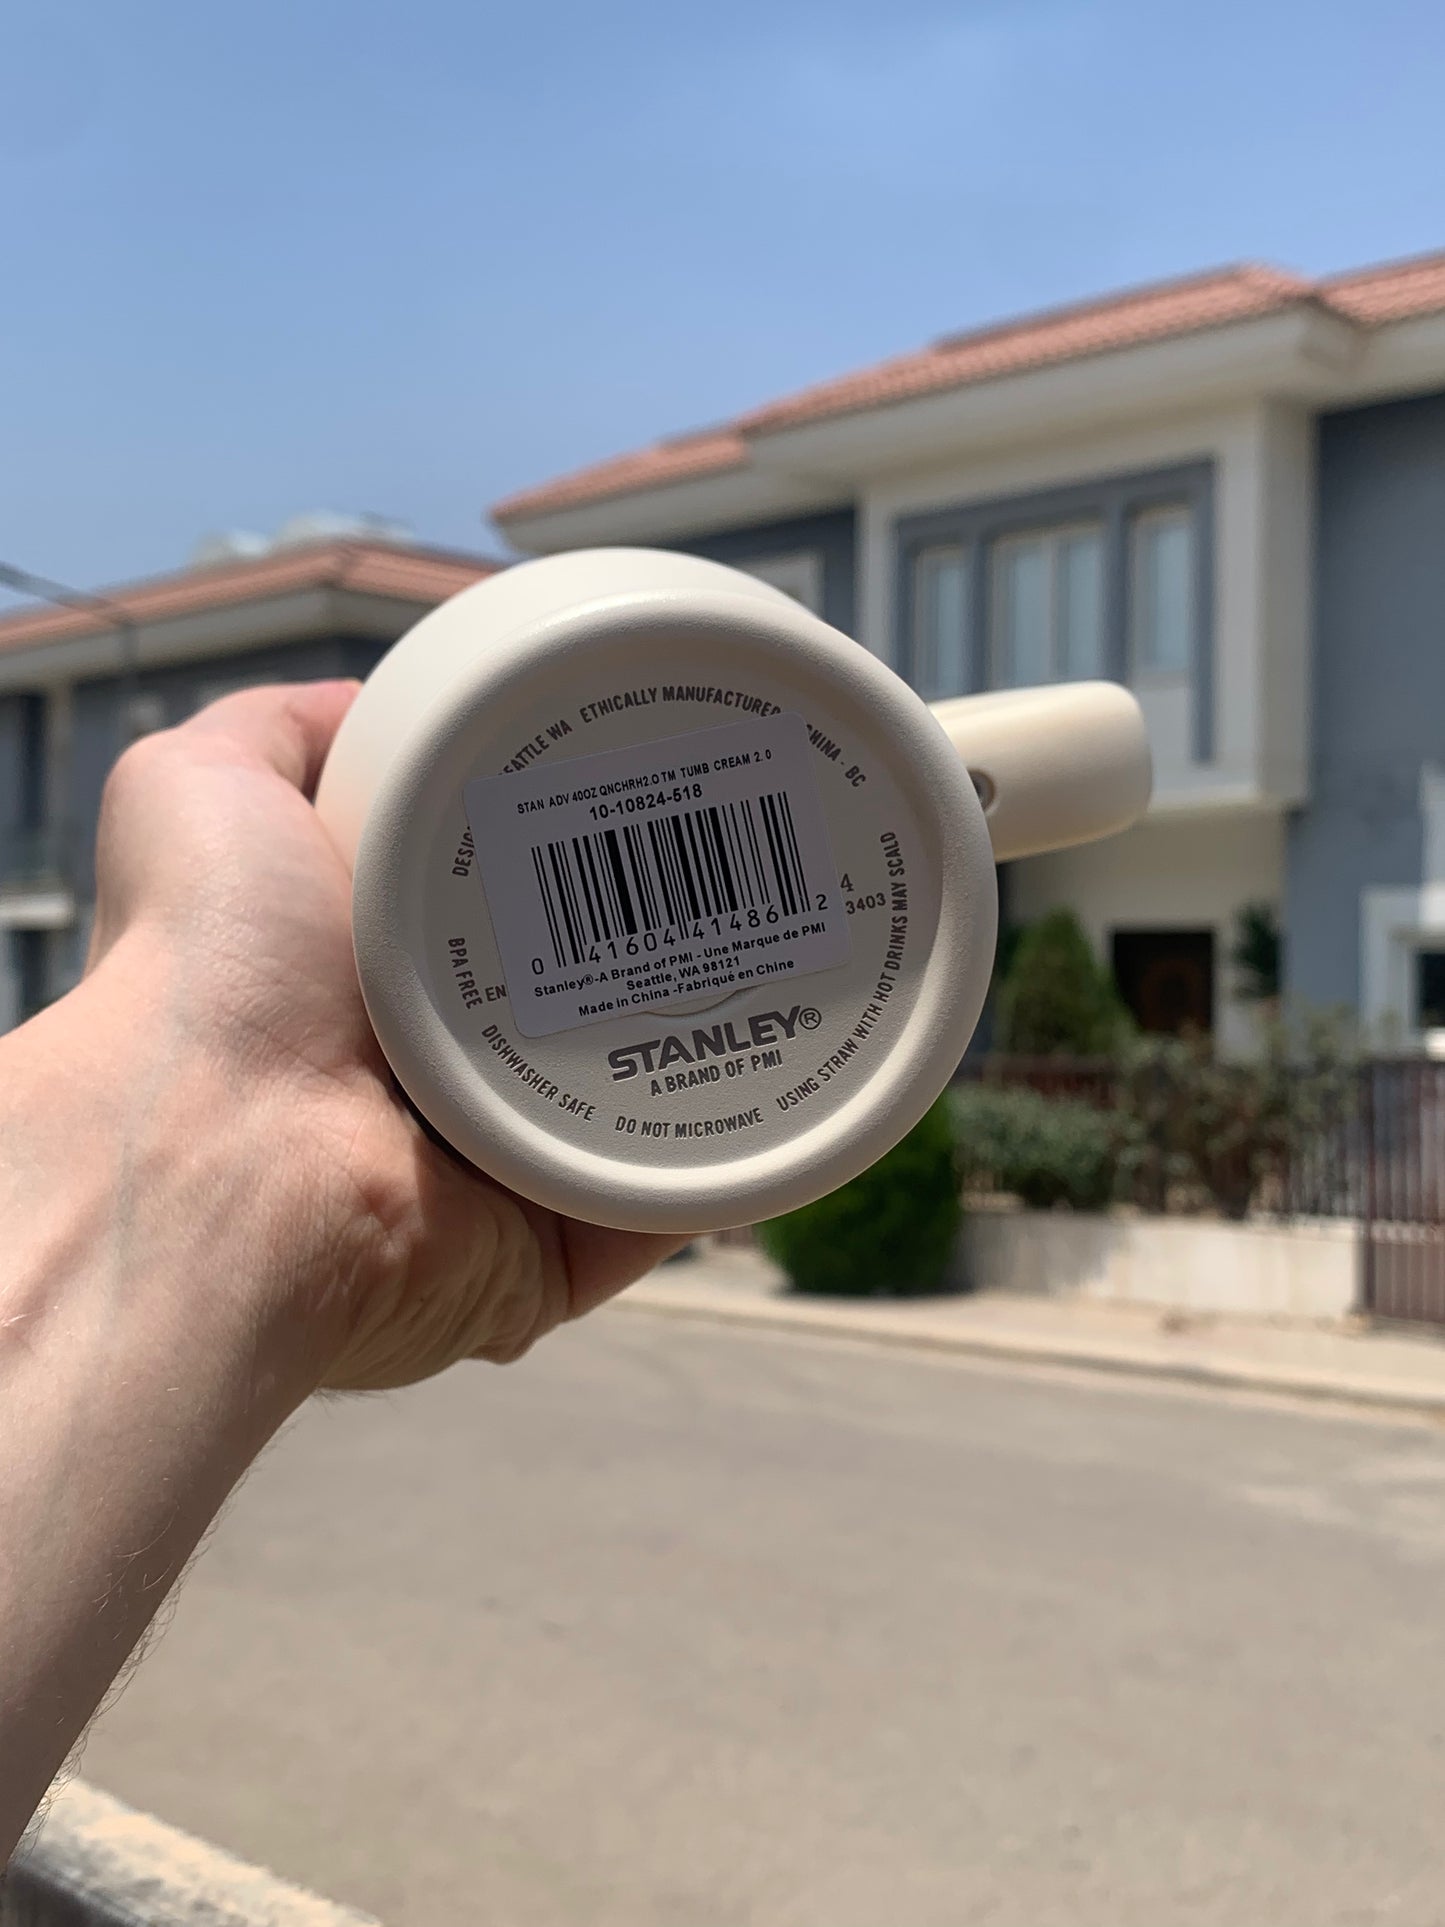 STAN ADV 40OZ QNCHRH2.O TM TUMB CREAM 2.0
10-10824-518
0 41604 41486 2
Stanley®-A Brand of PMI - Une Marque de PMI
Seattle, WA 98121
Made in China -Fabriqué en Chine
WA ETHICALLY MANUFACTURED
BC
4
3403
EN
STANLEY®
A BRAND OF PMI
BPA FREE
DISHWASHER SAFE
DO NOT MICROWAVE
USING STRAW WITH HOT DRINKS MAY SCALD